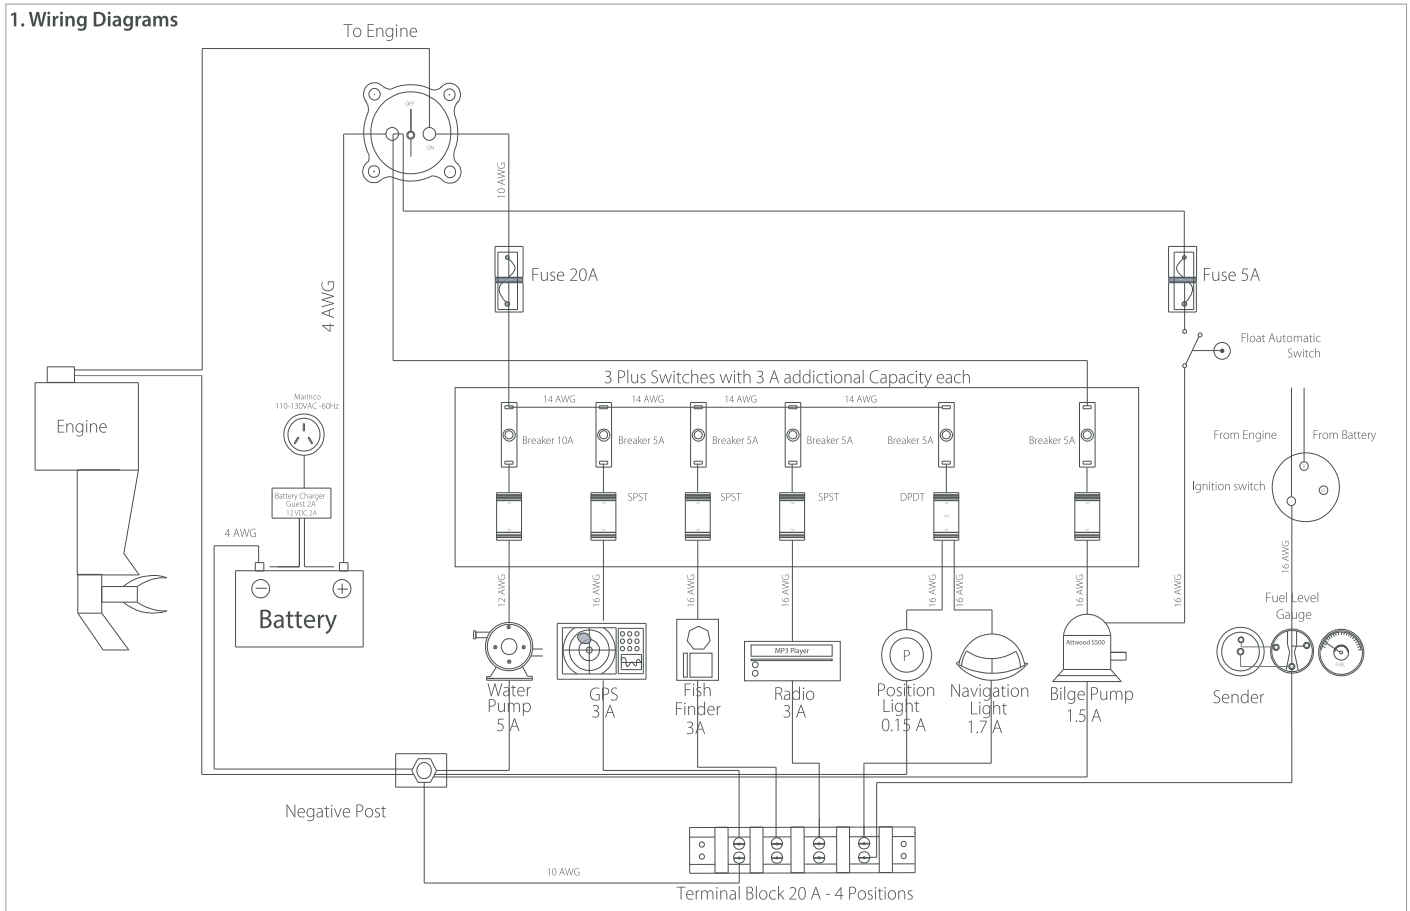 1. Wiring Diagrams
To Engine
OFF
ON
10 AWG
4 AWG
Fuse 20A
Fuse 5A
Float Automatic
Switch
3 Plus Switches with 3 A addictional Capacity each
14 AWG
14 AWG
14 AWG
14 AWG
Marinco
110-130VAC -60Hz
Engine
Breaker 10A
Breaker 5A
Breaker 5A
Breaker 5A
Breaker 5A
Breaker 5A
From Engine
From Battery
Ignition switch
Battery Charger
Guest 2A
12 VDC 2A
SPST
SPST
SPST
DPDT
4 AWG
Battery
12 AWG
16 AWG
16 AWG
16 AWG
16 AWG
16 AWG
16 AWG
16 AWG
16 AWG
Fuel Level
Gauge
Attwood S500
MP3 Player
P
FUEL
Sender
Water
Pump
5 A
GPS
3 A
Fish
Finder
3A
Radio
3 A
Position
Light
0.15 A
Navigation
Light
1.7 A
Bilge Pump
1.5 A
Negative Post
10 AWG
Terminal Block 20 A - 4 Positions